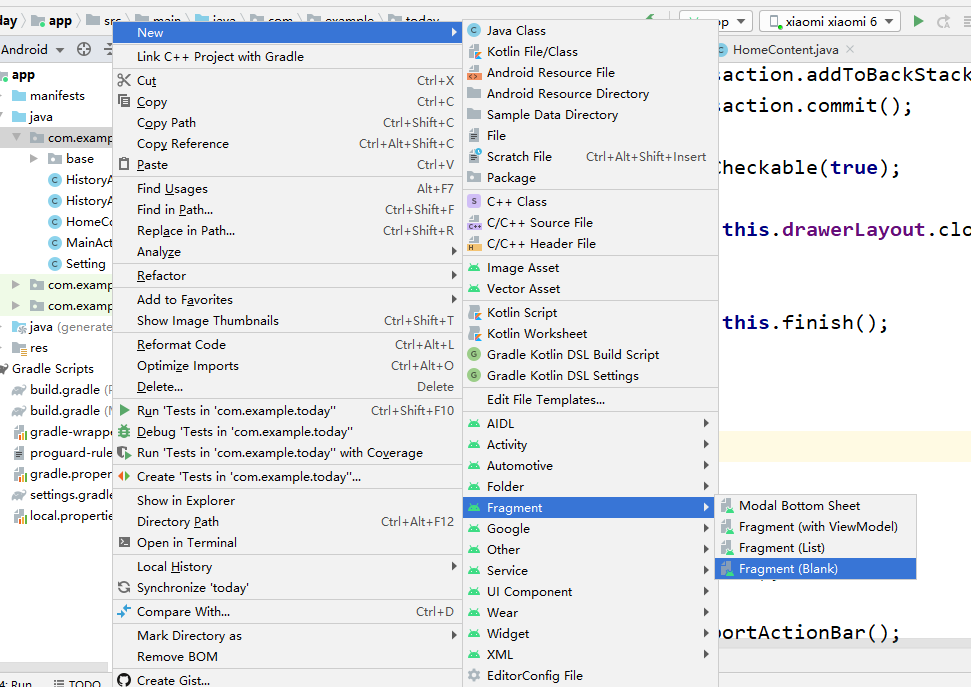 day app src main java com example today
app xiaomi xiaomi 6
Android
HomeContent.java
app
manifests
java
com.examp
base
HistoryA
HistoryA
HomeCo
MainAct
Setting
com.examp
com.examp
java (generate
res
Gradle Scripts
build.gradle (P
build.gradle (M
gradle-wrappe
proguard-rule
gradle.proper
settings.gradle
local.propertie
4: Run TODO
New
Link C++ Project with Gradle
Cut Ctrl+X
Copy Ctrl+C
Copy Path Ctrl+Shift+C
Copy Reference Ctrl+Alt+Shift+C
Paste Ctrl+V
Find Usages Alt+F7
Find in Path... Ctrl+Shift+F
Replace in Path... Ctrl+Shift+R
Analyze
Refactor
Add to Favorites
Show Image Thumbnails Ctrl+Shift+T
Reformat Code Ctrl+Alt+L
Optimize Imports Ctrl+Alt+O
Delete... Delete
Run 'Tests in 'com.example.today'' Ctrl+Shift+F10
Debug 'Tests in 'com.example.today''
Run 'Tests in 'com.example.today'' with Coverage
Create 'Tests in 'com.example.today''...
Show in Explorer
Directory Path Ctrl+Alt+F12
Open in Terminal
Local History
Synchronize 'today'
Compare With... Ctrl+D
Mark Directory as
Remove BOM
Create Gist...
Java Class
Kotlin File/Class
Android Resource File
Android Resource Directory
Sample Data Directory
File
Scratch File Ctrl+Alt+Shift+Insert
Package
C++ Class
C/C++ Source File
C/C++ Header File
Image Asset
Vector Asset
Kotlin Script
Kotlin Worksheet
Gradle Kotlin DSL Build Script
Gradle Kotlin DSL Settings
Edit File Templates...
AIDL
Activity
Automotive
Folder
Fragment
Google
Other
Service
UI Component
Wear
Widget
XML
EditorConfig File
Modal Bottom Sheet
Fragment (with ViewModel)
Fragment (List)
Fragment (Blank)
saction.addToBackStack
saction.commit();
Checkable(true);
this.drawerLayout.clo
this.finish();
portActionBar();